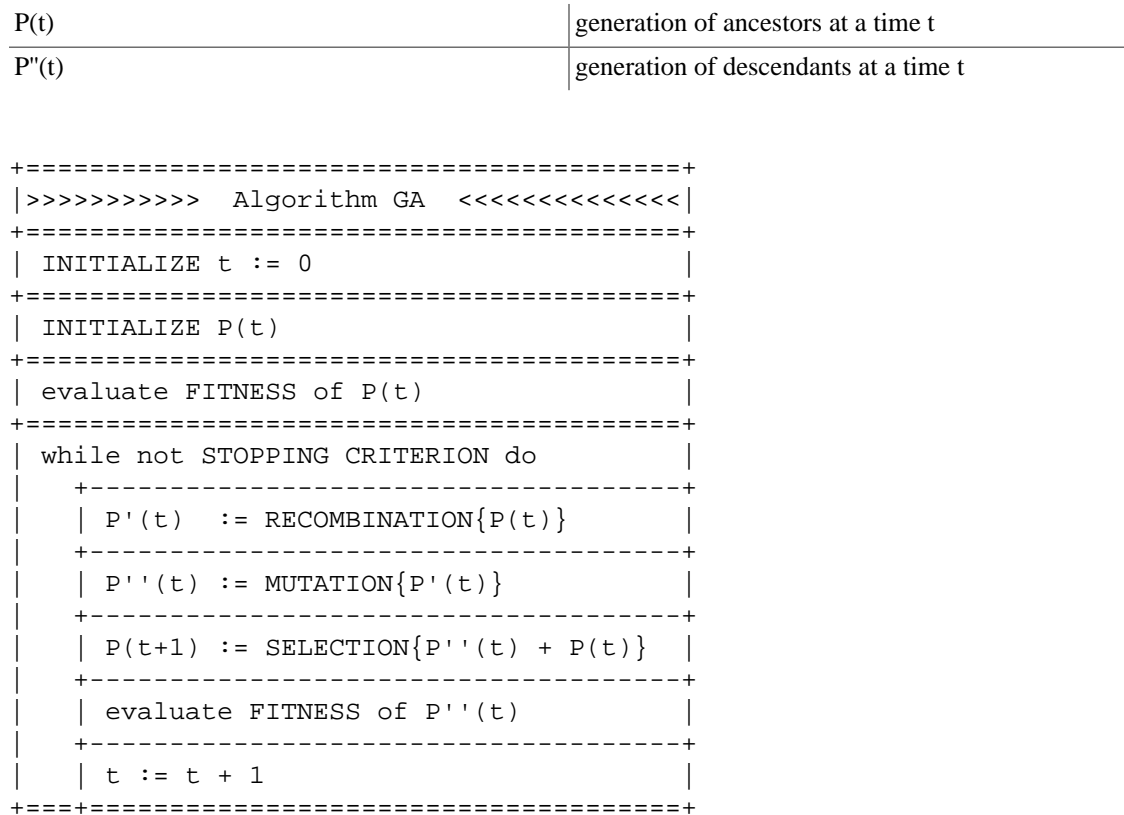 P(t) generation of ancestors at a time t
P"(t) generation of descendants at a time t
+=========================================+
|>>>>>>>>>>>  Algorithm GA  <<<<<<<<<<<<<<|
+=========================================+
| INITIALIZE t := 0                       |
+=========================================+
| INITIALIZE P(t)                         |
+=========================================+
| evaluate FITNESS of P(t)                |
+=========================================+
| while not STOPPING CRITERION do         |
|   +-------------------------------------+
|   | P'(t)  := RECOMBINATION{P(t)}       |
|   +-------------------------------------+
|   | P''(t) := MUTATION{P'(t)}           |
|   +-------------------------------------+
|   | P(t+1) := SELECTION{P''(t) + P(t)}  |
|   +-------------------------------------+
|   | evaluate FITNESS of P''(t)          |
|   +-------------------------------------+
|   | t := t + 1                          |
+===+=====================================+